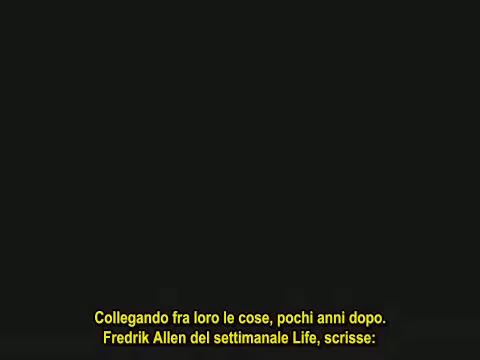 Collegando fra loro le cose, pochi anni dopo.
Fredrik Allen del settimanale Life, scrisse: